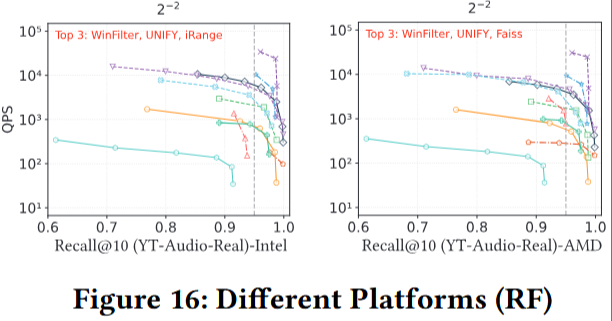 2⁻²
Top 3: WinFilter, UNIFY, iRange
QPS
10⁵
10⁴
10³
10²
10¹
0.6 0.7 0.8 0.9 1.0
Recall@10 (YT-Audio-Real)-Intel
2⁻²
Top 3: WinFilter, UNIFY, Faiss
10⁵
10⁴
10³
10²
10¹
0.6 0.7 0.8 0.9 1.0
Recall@10 (YT-Audio-Real)-AMD
Figure 16: Different Platforms (RF)